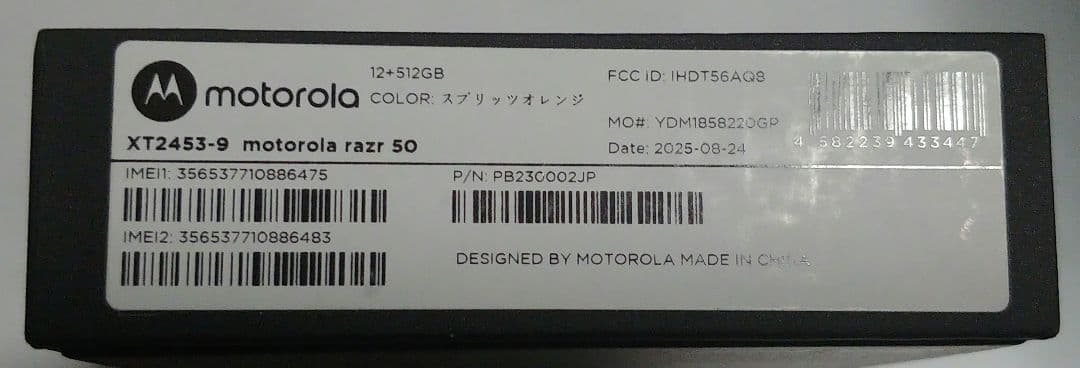 motorola
12+512GB
COLOR: スプリッツオレンジ
XT2453-9 motorola razr 50
FCC ID: IHDT56AQ8
MO#: YDM1858220GP
Date: 2025-08-24
4 582239 433447
IMEI1: 356537710886475
IMEI2: 356537710886483
P/N: PB230002JP
DESIGNED BY MOTOROLA MADE IN CHINA